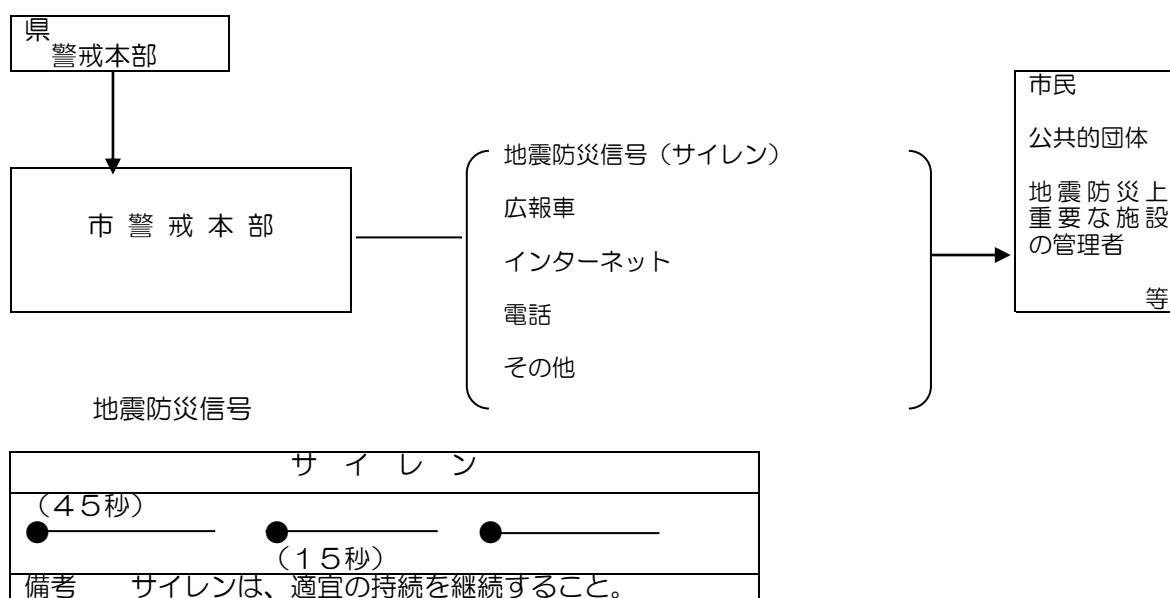 県
警戒本部
市警戒本部
地震防災信号（サイレン）
広報車
インターネット
電話
その他
市民
公共的団体
地震防災上
重要な施設
の管理者
等
地震防災信号
サイレン
（４５秒）
（１５秒）
備考　サイレンは、適宜の持続を継続すること。